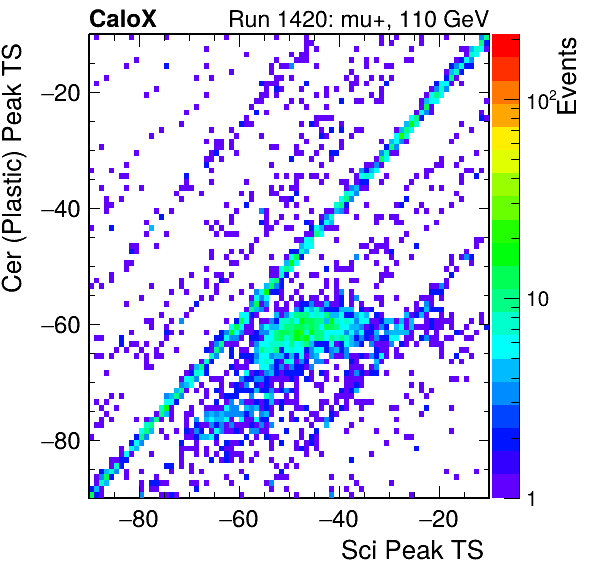 CaloX Run 1420: mu+, 110 GeV
Cer (Plastic) Peak TS
−20
−40
−60
−80
−80 −60 −40 −20
Sci Peak TS
Events
10²
10
1